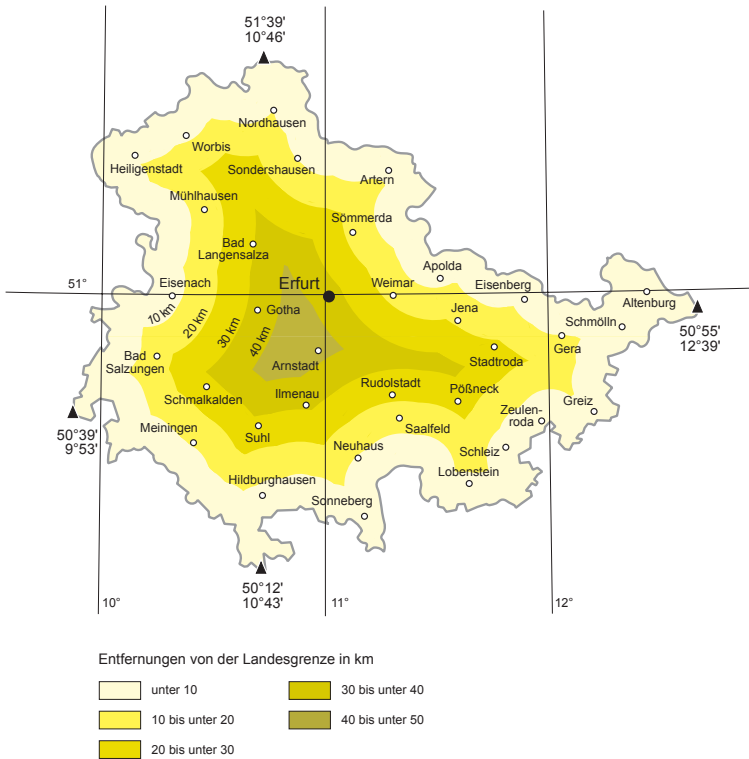 51°39'
10°46'
Nordhausen
Worbis
Heiligenstadt
Sondershausen
Artern
Mühlhausen
Sömmerda
Bad
Langensalza
Apolda
51°
Eisenach
Erfurt
Weimar
Eisenberg
Altenburg
10 km
20 km
30 km
40 km
Gotha
Jena
Schmölln
50°55'
12°39'
Gera
Bad
Salzungen
Arnstadt
Stadtroda
Schmalkalden
Ilmenau
Rudolstadt
Pößneck
Zeulen-
roda
Greiz
50°39'
9°53'
Meiningen
Suhl
Saalfeld
Neuhaus
Schleiz
Lobenstein
Hildburghausen
Sonneberg
50°12'
10°43'
10°
11°
12°
Entfernungen von der Landesgrenze in km
unter 10
30 bis unter 40
10 bis unter 20
40 bis unter 50
20 bis unter 30